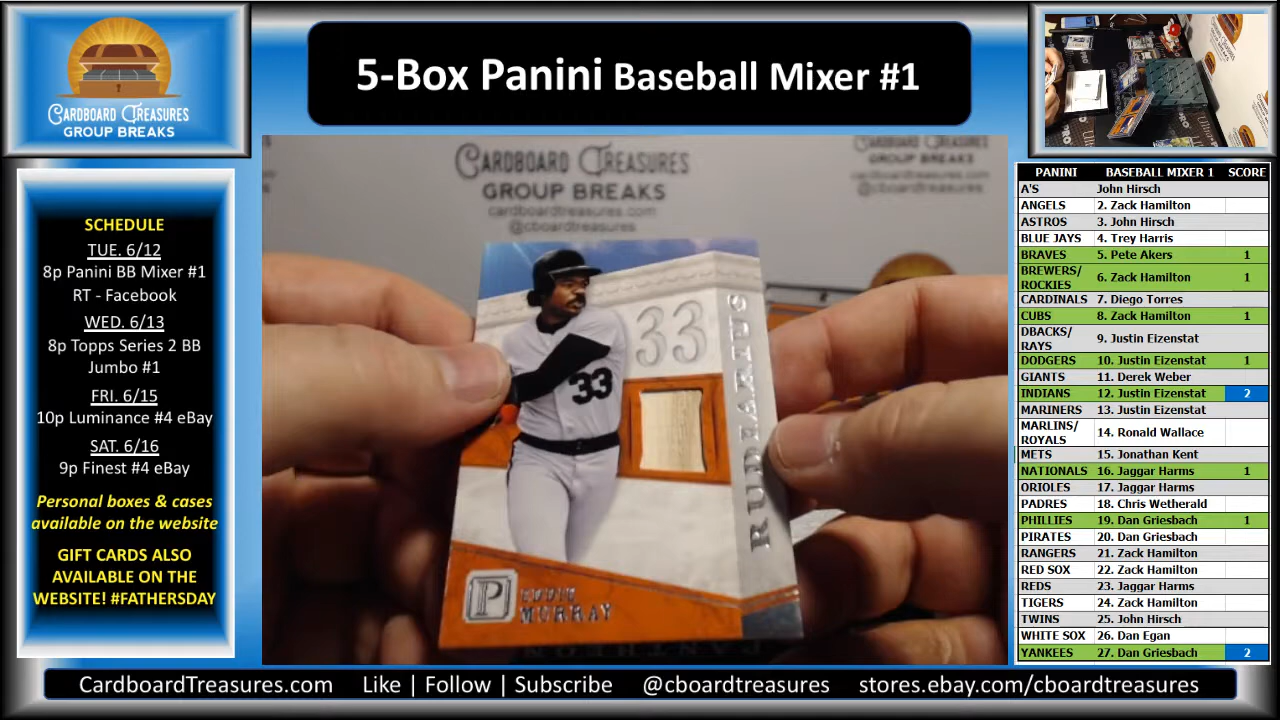 5-Box Panini Baseball Mixer #1
CARDBOARD TREASURES
GROUP BREAKS
SCHEDULE
TUE. 6/12
8p Panini BB Mixer #1
RT - Facebook
WED. 6/13
8p Topps Series 2 BB
Jumbo #1
FRI. 6/15
10p Luminance #4 eBay
SAT. 6/16
9p Finest #4 eBay
Personal boxes & cases
available on the website
GIFT CARDS ALSO
AVAILABLE ON THE
WEBSITE! #FATHERSDAY
CARDBOARD TREASURES
GROUP BREAKS
cardboardtreasures.com
@cboardtreasures
CARDBOARD TREASURES
GROUP BREAKS
cardboardtreasures.com
@cboardtreasures
33
33
RUDIARIUS
P
EDDIE
MURRAY
PANTHEON
PANINI BASEBALL MIXER 1 SCORE
A'S John Hirsch
ANGELS 2. Zack Hamilton
ASTROS 3. John Hirsch
BLUE JAYS 4. Trey Harris
BRAVES 5. Pete Akers 1
BREWERS/
ROCKIES 6. Zack Hamilton 1
CARDINALS 7. Diego Torres
CUBS 8. Zack Hamilton 1
DBACKS/
RAYS 9. Justin Eizenstat
DODGERS 10. Justin Eizenstat 1
GIANTS 11. Derek Weber
INDIANS 12. Justin Eizenstat 2
MARINERS 13. Justin Eizenstat
MARLINS/
ROYALS 14. Ronald Wallace
METS 15. Jonathan Kent
NATIONALS 16. Jaggar Harms 1
ORIOLES 17. Jaggar Harms
PADRES 18. Chris Wetherald
PHILLIES 19. Dan Griesbach 1
PIRATES 20. Dan Griesbach
RANGERS 21. Zack Hamilton
RED SOX 22. Zack Hamilton
REDS 23. Jaggar Harms
TIGERS 24. Zack Hamilton
TWINS 25. John Hirsch
WHITE SOX 26. Dan Egan
YANKEES 27. Dan Griesbach 2
CardboardTreasures.com Like | Follow | Subscribe @cboardtreasures stores.ebay.com/cboardtreasures